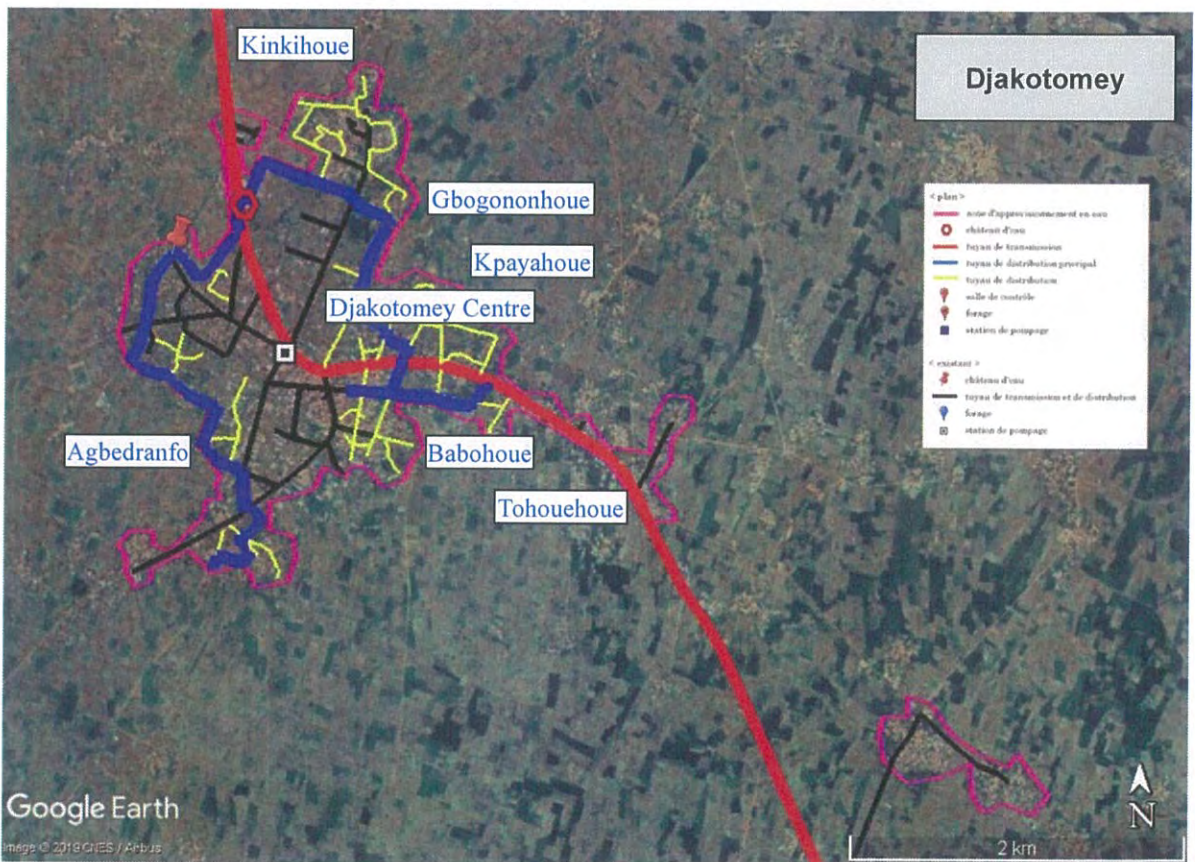 Kinkihoue
Djakotomey
Gbogononhoue
Kpayahoue
Djakotomey Centre
Agbedranfo
Babohoue
Tohouehoue
< plan >
zone d'approvisionnement en eau
château d'eau
tuyau de transmission
tuyau de distribution principal
tuyau de distribution
salle de contrôle
forage
station de pompage
< existant >
château d'eau
tuyau de transmission et de distribution
forage
station de pompage
Google Earth
Image © 2019 CNES / Airbus
N
2 km